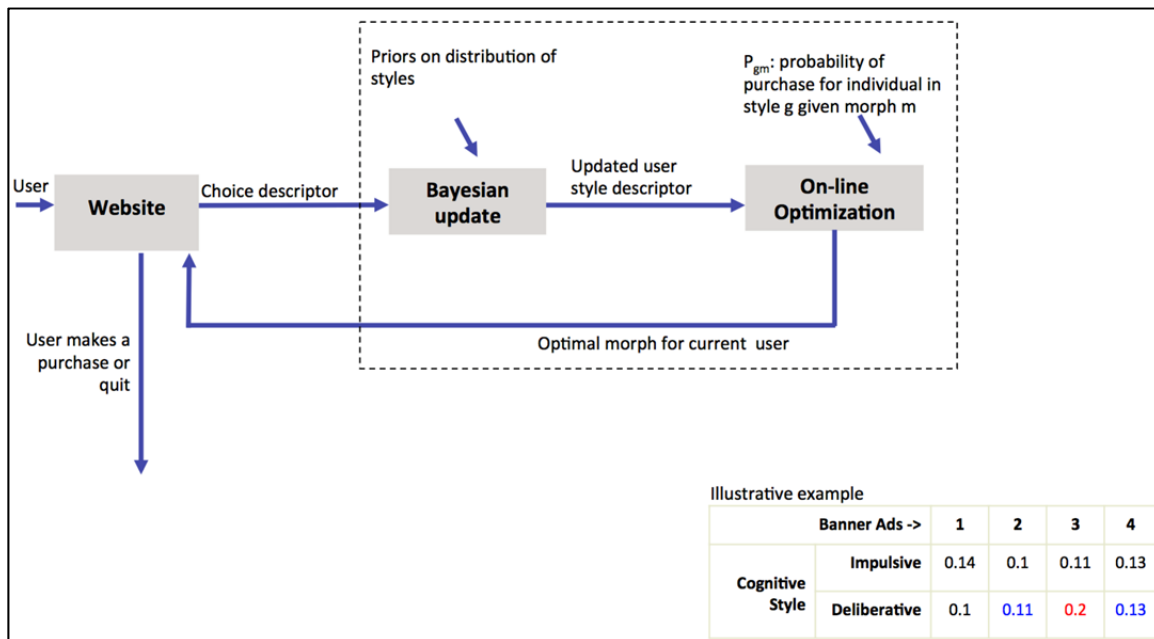 Priors on distribution of
styles
P_gm: probability of
purchase for individual in
style g given morph m
User
Website
Choice descriptor
Bayesian
update
Updated user
style descriptor
On-line
Optimization
User makes a
purchase or
quit
Optimal morph for current user
Illustrative example
Banner Ads -> 1 2 3 4
Cognitive
Style
Impulsive 0.14 0.1 0.11 0.13
Deliberative 0.1 0.11 0.2 0.13